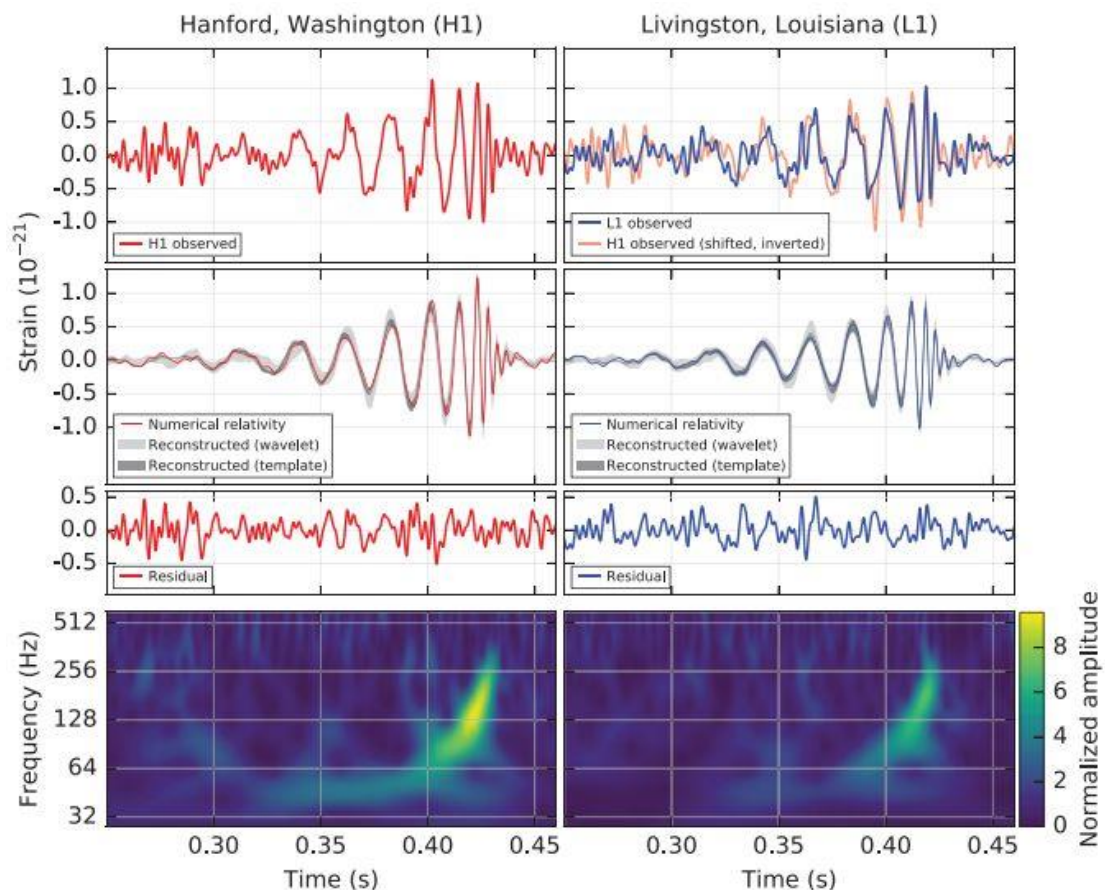 Hanford, Washington (H1)
Livingston, Louisiana (L1)
Strain (10⁻²¹)
1.0
0.5
0.0
-0.5
-1.0
H1 observed
L1 observed
H1 observed (shifted, inverted)
1.0
0.5
0.0
-0.5
-1.0
Numerical relativity
Reconstructed (wavelet)
Reconstructed (template)
Numerical relativity
Reconstructed (wavelet)
Reconstructed (template)
0.5
0.0
-0.5
Residual
Residual
Frequency (Hz)
512
256
128
64
32
Normalized amplitude
8
6
4
2
0
0.30 0.35 0.40 0.45
0.30 0.35 0.40 0.45
Time (s)
Time (s)